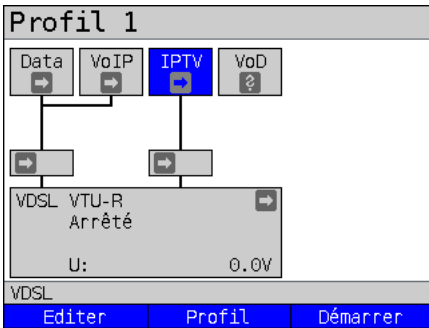 Profil 1
Data VoIP IPTV VoD
?
VDSL VTU-R
Arrêté
U: 0.0V
VDSL
Editer Profil Démarrer